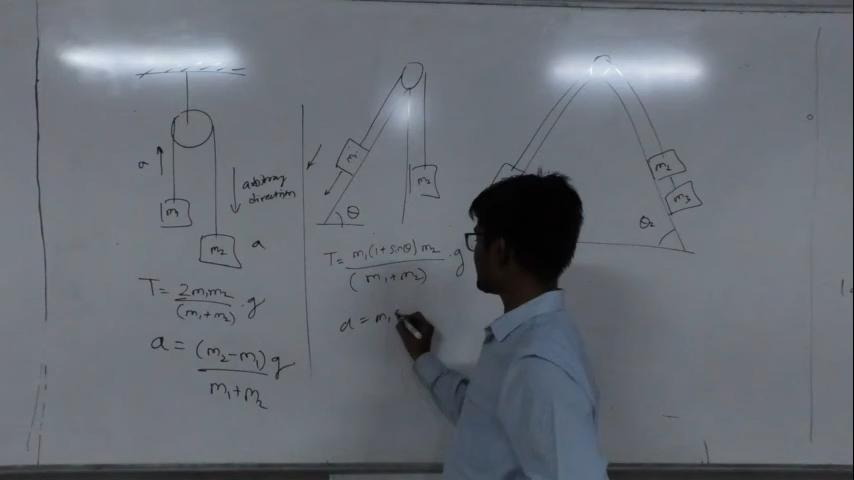 a
m₁
m₂
a
arbitrary
direction
T = 2m₁m₂ / (m₁+m₂) · g
a = (m₂-m₁)g / m₁+m₂
m₁
m₂
θ
T = m₁(1+sinθ)m₂ / (m₁+m₂) · g
a = m₁
m₂
m₃
θ₂